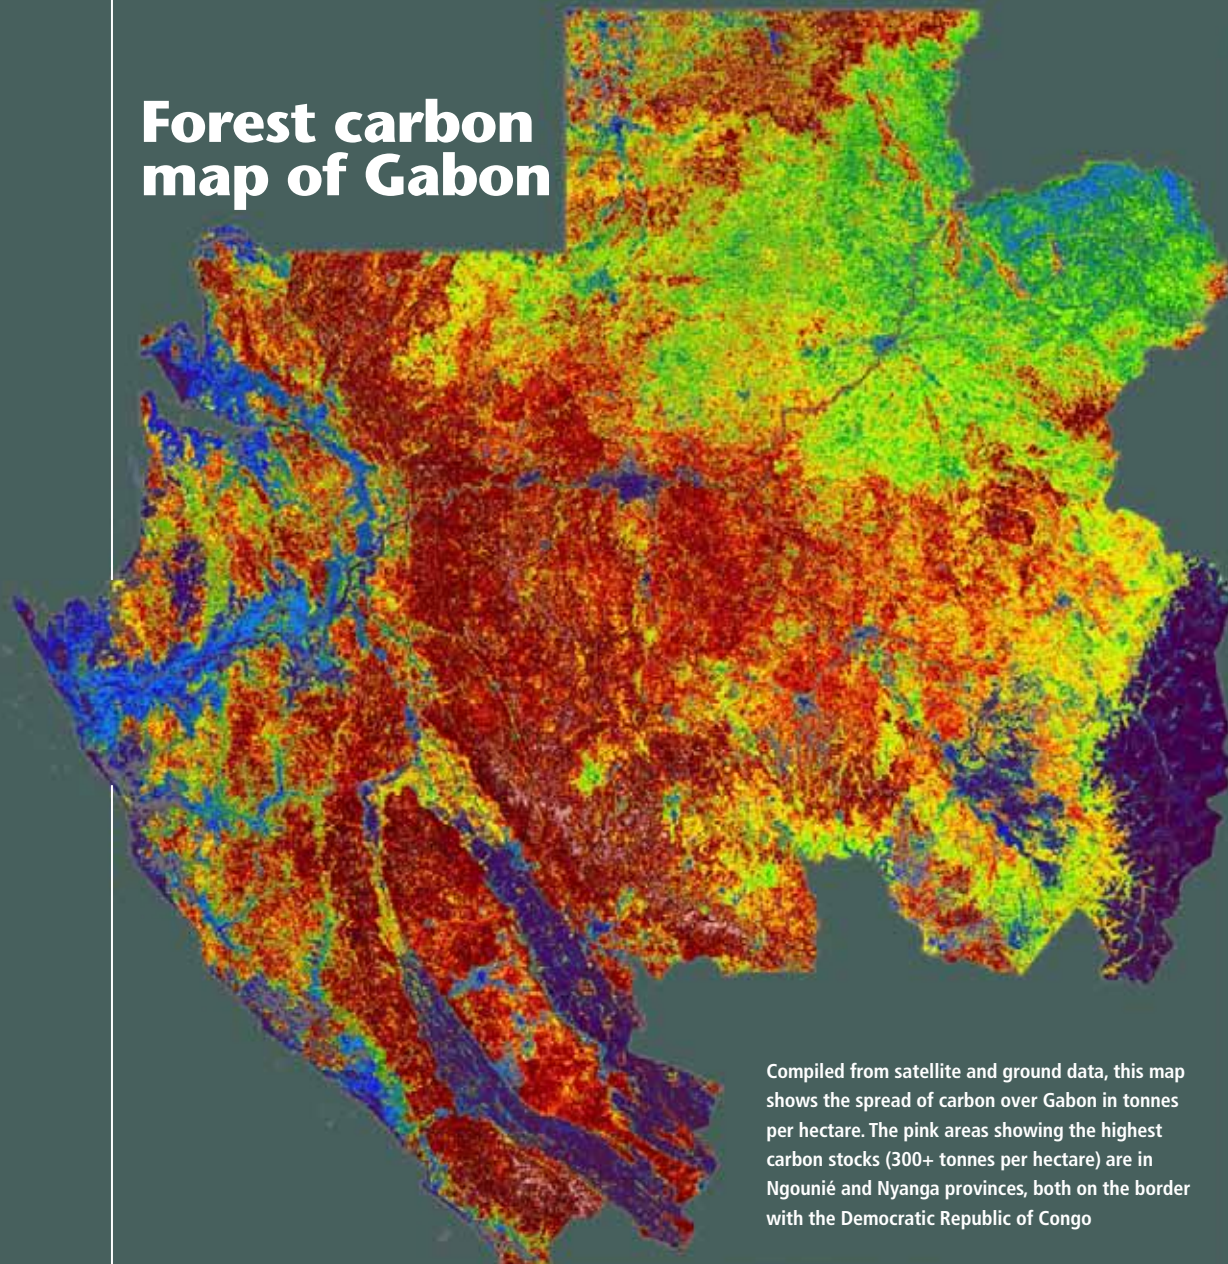 Forest carbon
map of Gabon
Compiled from satellite and ground data, this map
shows the spread of carbon over Gabon in tonnes
per hectare. The pink areas showing the highest
carbon stocks (300+ tonnes per hectare) are in
Ngounié and Nyanga provinces, both on the border
with the Democratic Republic of Congo